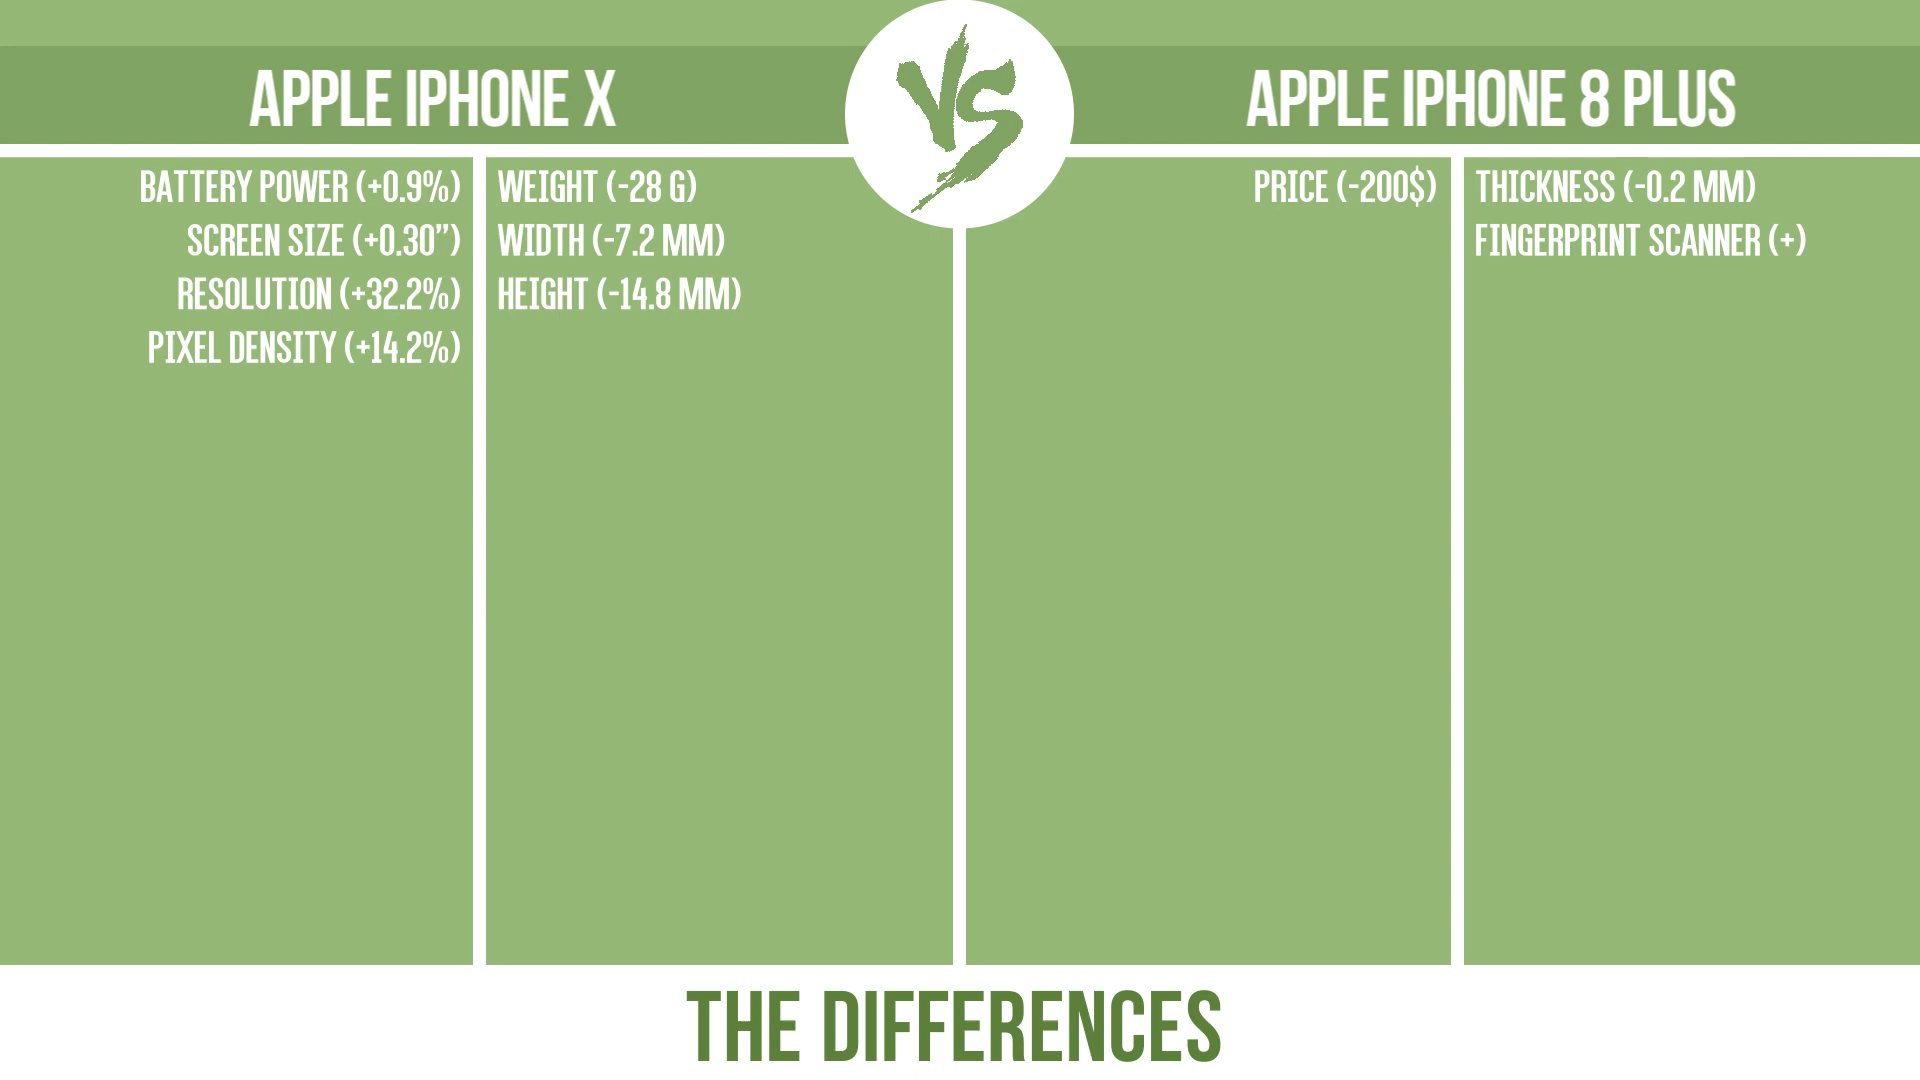 APPLE IPHONE X
VS
APPLE IPHONE 8 PLUS
BATTERY POWER (+0.9%)
SCREEN SIZE (+0.30”)
RESOLUTION (+32.2%)
PIXEL DENSITY (+14.2%)
WEIGHT (-28 G)
WIDTH (-7.2 MM)
HEIGHT (-14.8 MM)
PRICE (-200$)
THICKNESS (-0.2 MM)
FINGERPRINT SCANNER (+)
THE DIFFERENCES